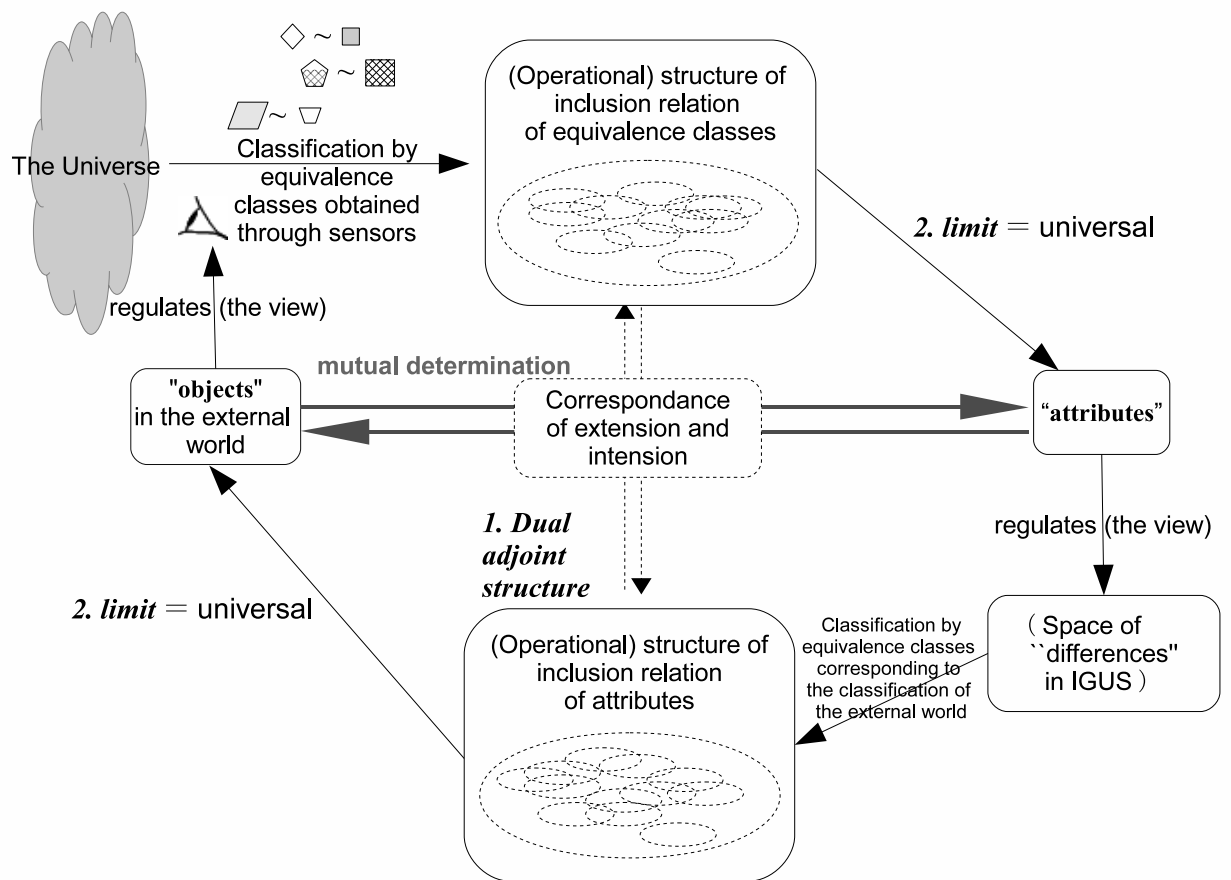 ∼
∼
∼
The Universe
Classification by
equivalence
classes obtained
through sensors
(Operational) structure of
inclusion relation
of equivalence classes
2. limit = universal
regulates (the view)
mutual determination
"objects"
in the external
world
Correspondance
of extension and
intension
“attributes”
1. Dual
adjoint
structure
regulates (the view)
2. limit = universal
(Operational) structure of
inclusion relation
of attributes
Classification by
equivalence classes
corresponding to
the classification of
the external world
( Space of
``differences"
in IGUS )